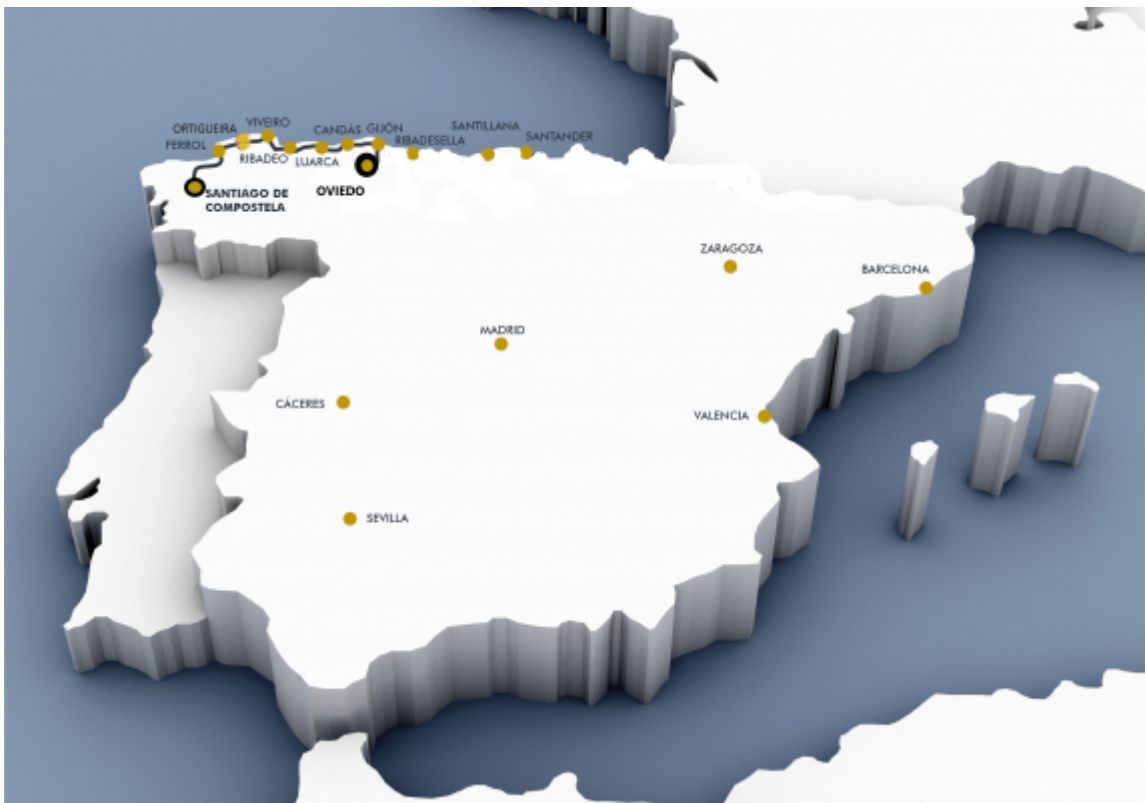 VIVEIRO
ORTIGUEIRA
CANDÁS
GIJÓN
SANTILLANA
FERROL
RIBADESELLA
SANTANDER
RIBADEO
LUARCA
SANTIAGO DE
COMPOSTELA
OVIEDO
ZARAGOZA
BARCELONA
MADRID
CÁCERES
VALENCIA
SEVILLA